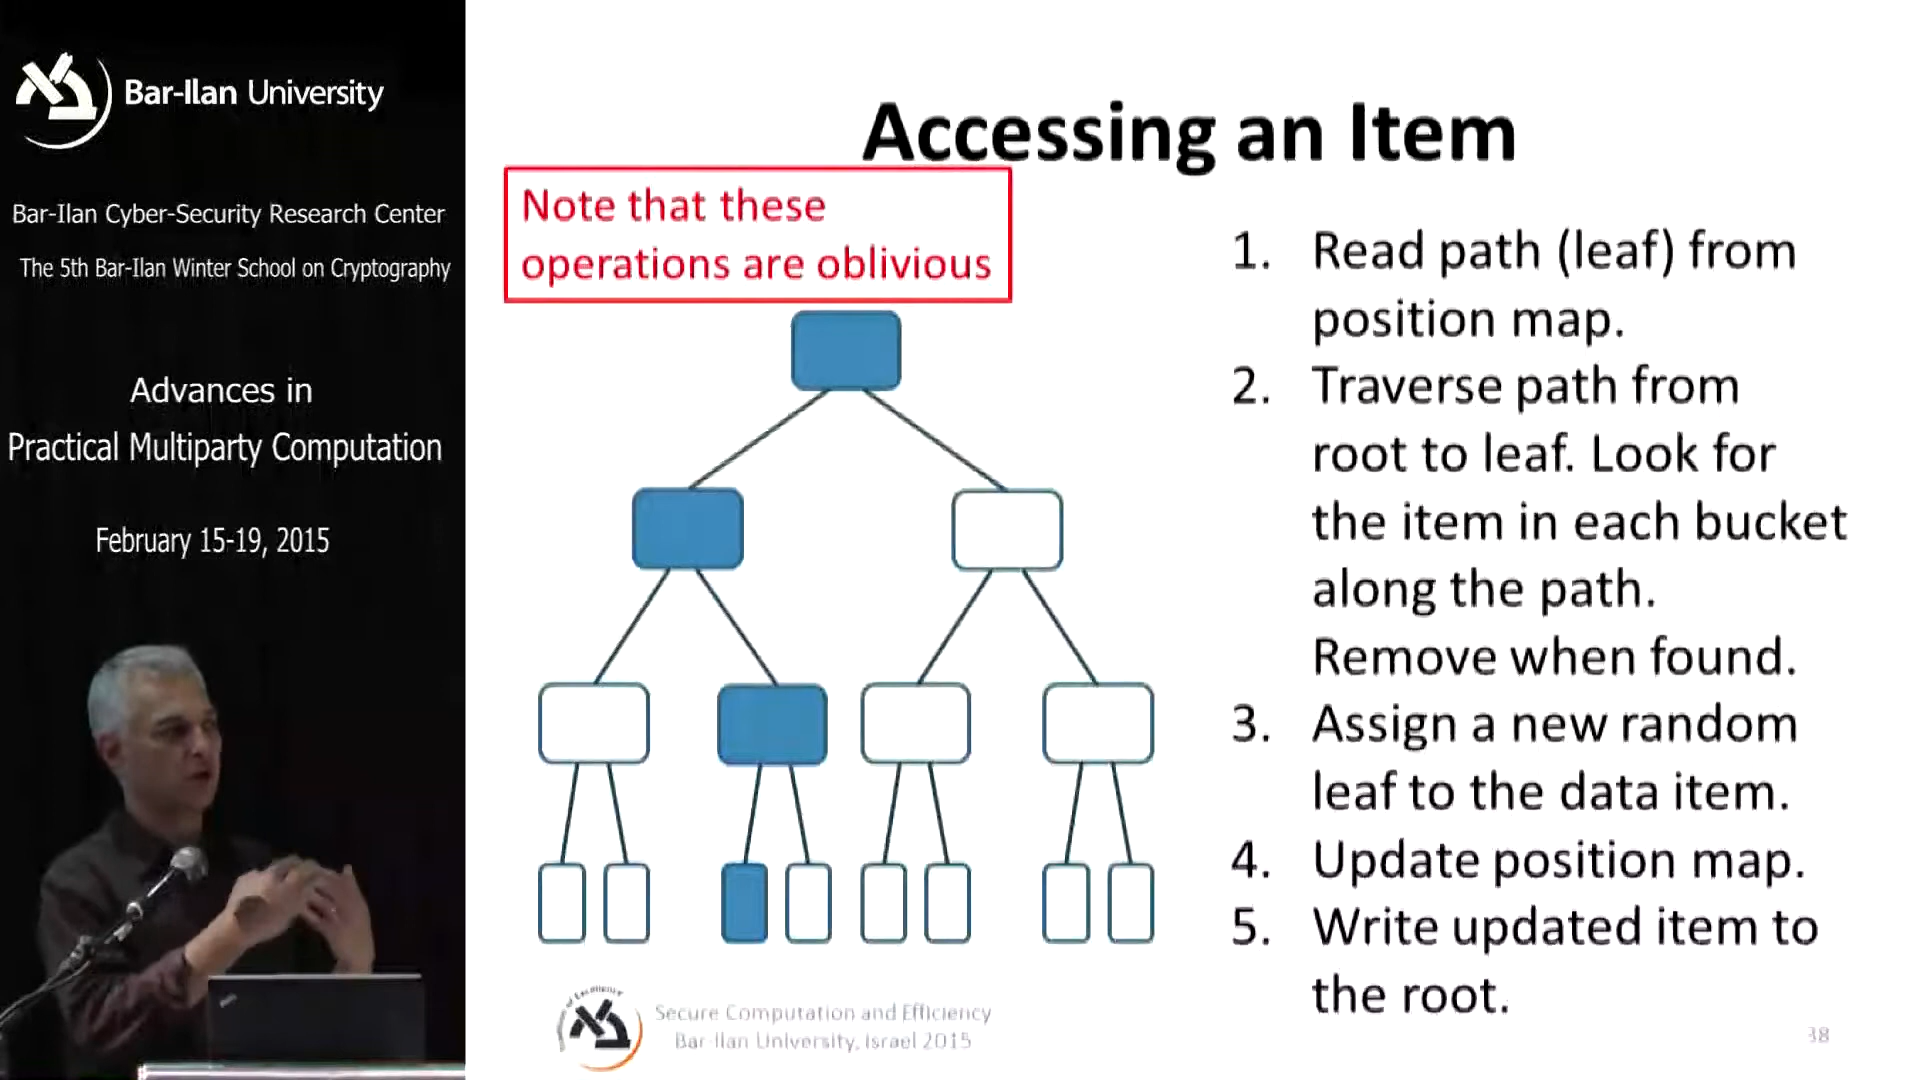 Bar-Ilan University
Bar-Ilan Cyber-Security Research Center
The 5th Bar-Ilan Winter School on Cryptography
Advances in
Practical Multiparty Computation
February 15-19, 2015
Accessing an Item
Note that these
operations are oblivious
1. Read path (leaf) from
position map.
2. Traverse path from
root to leaf. Look for
the item in each bucket
along the path.
Remove when found.
3. Assign a new random
leaf to the data item.
4. Update position map.
5. Write updated item to
the root.
of Excellence
Secure Computation and Efficiency
Bar-Ilan University, Israel 2015
38